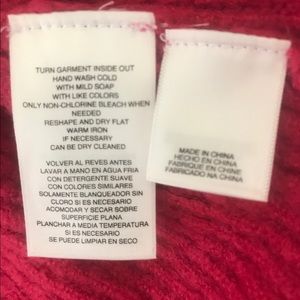 TURN GARMENT INSIDE OUT
HAND WASH COLD
WITH MILD SOAP
WITH LIKE COLORS
ONLY NON-CHLORINE BLEACH WHEN
NEEDED
RESHAPE AND DRY FLAT
WARM IRON
IF NECESSARY
CAN BE DRY CLEANED
VOLVER AL REVES ANTES
LAVAR A MANO EN AGUA FRIA
CON DETERGENTE SUAVE
CON COLORES SIMILARES
SOLAMENTE BLANQUEADOR SIN
CLORO SI ES NECESARIO
ACOMODAR Y SECAR SOBRE
SUPERFICIE PLANA
PLANCHAR A MEDIA TEMPERATURA
SI ES NECESARIO
SE PUEDE LIMPIAR EN SECO
MADE IN CHINA
HECHO EN CHINA
FABRIQUE EN CHINE
FABRICADO NA CHINA